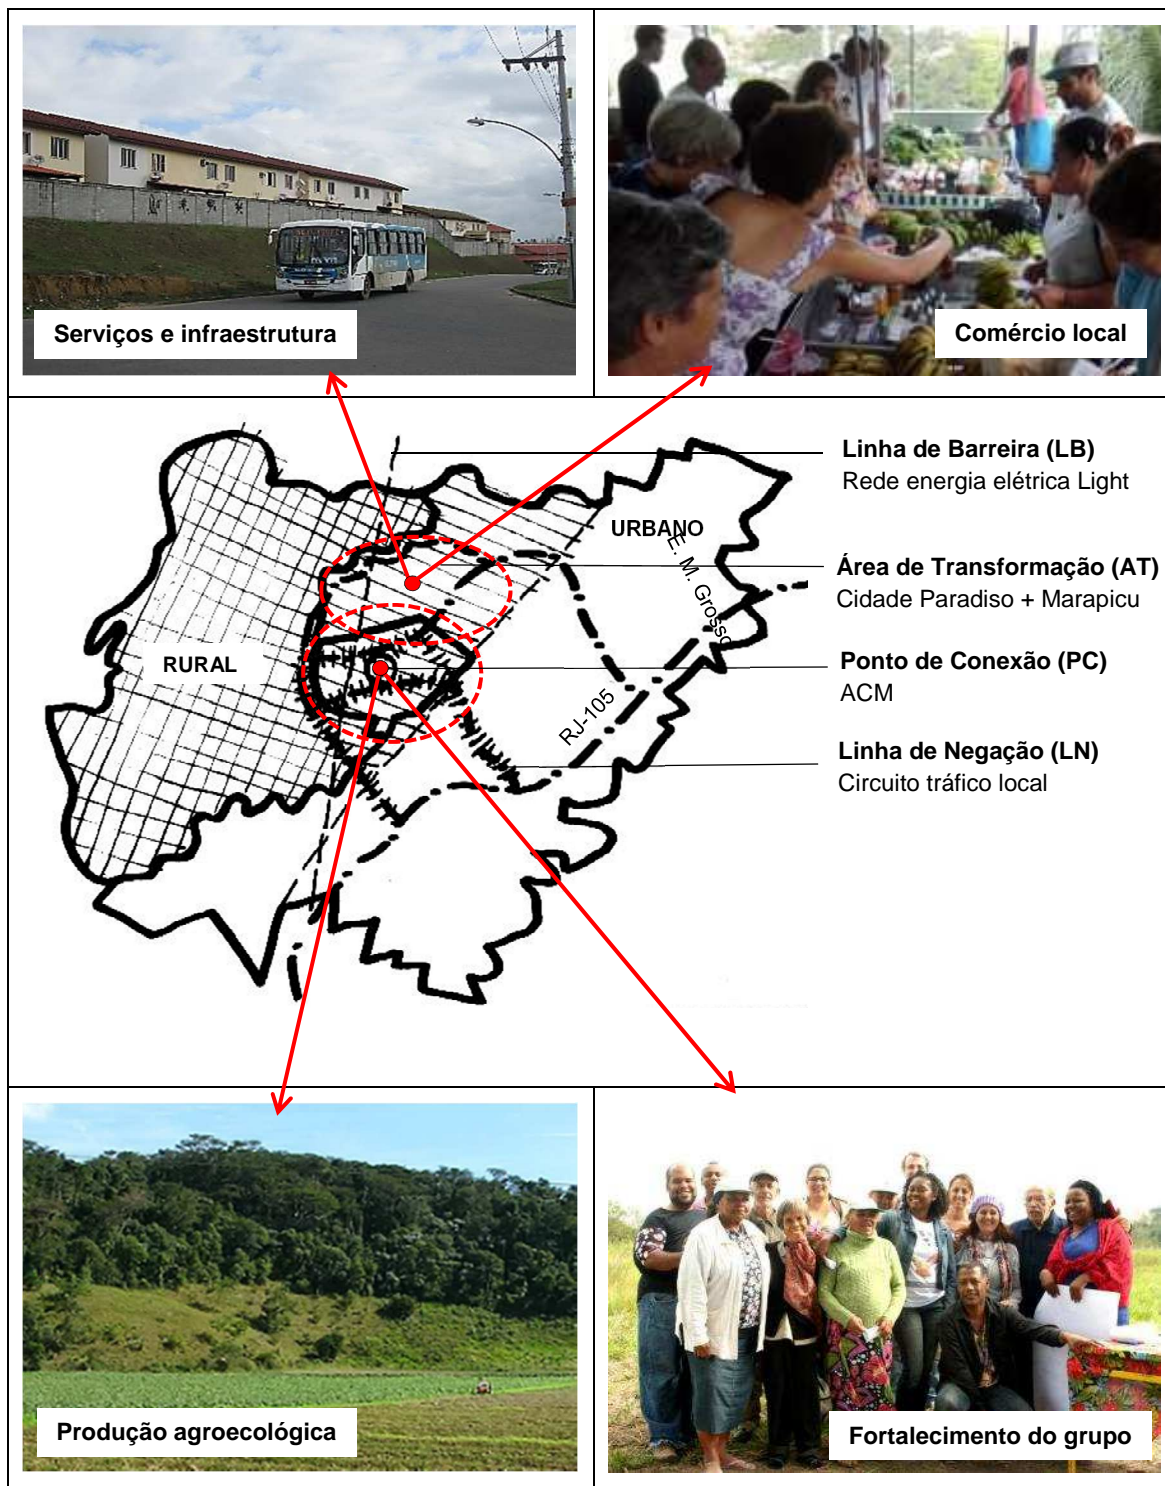 Serviços e infraestrutura
Comércio local
Linha de Barreira (LB)
Rede energia elétrica Light
URBANO
E. M. Grosso
Área de Transformação (AT)
Cidade Paradiso + Marapicu
RURAL
Ponto de Conexão (PC)
ACM
RJ-105
Linha de Negação (LN)
Circuito tráfico local
Produção agroecológica
Fortalecimento do grupo